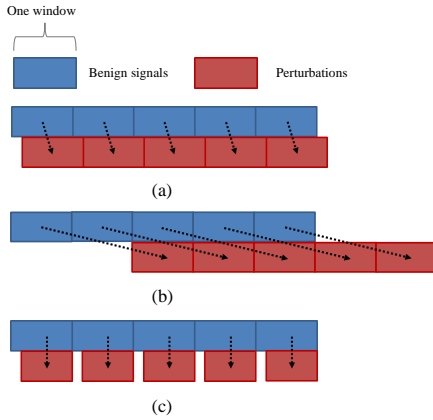 One window
Benign signals
Perturbations
(a)
(b)
(c)